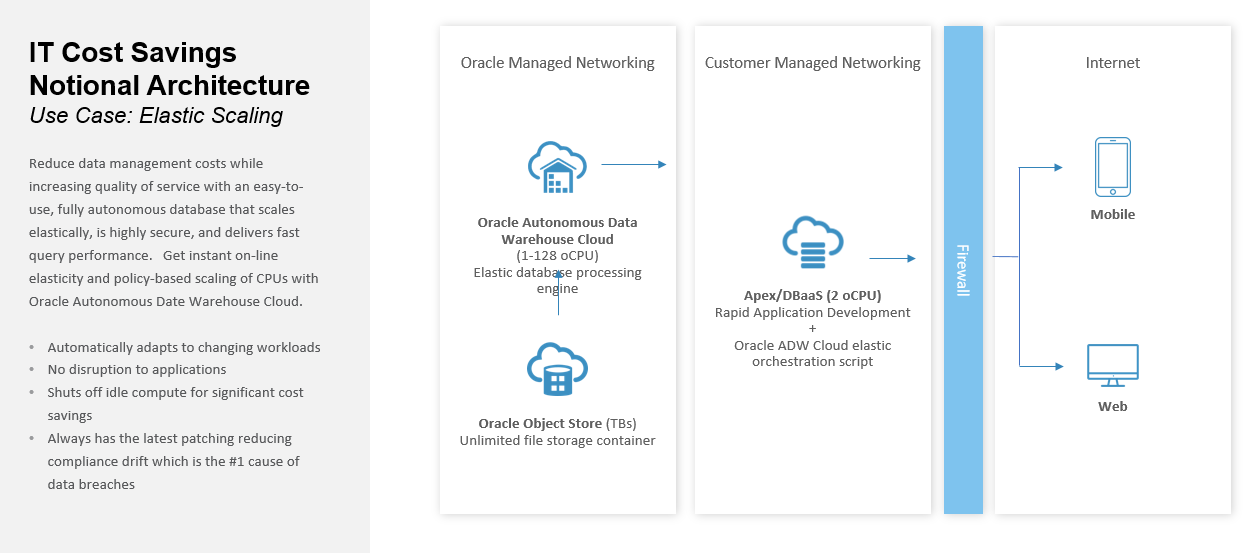 IT Cost Savings
Notional Architecture
Use Case: Elastic Scaling
Reduce data management costs while
increasing quality of service with an easy-to-
use, fully autonomous database that scales
elastically, is highly secure, and delivers fast
query performance.   Get instant on-line
elasticity and policy-based scaling of CPUs with
Oracle Autonomous Date Warehouse Cloud.
• Automatically adapts to changing workloads
• No disruption to applications
• Shuts off idle compute for significant cost
savings
• Always has the latest patching reducing
compliance drift which is the #1 cause of
data breaches
Oracle Managed Networking
Oracle Autonomous Data
Warehouse Cloud
(1-128 oCPU)
Elastic database processing
engine
Oracle Object Store (TBs)
Unlimited file storage container
Customer Managed Networking
Apex/DBaaS (2 oCPU)
Rapid Application Development
+
Oracle ADW Cloud elastic
orchestration script
Firewall
Internet
Mobile
Web